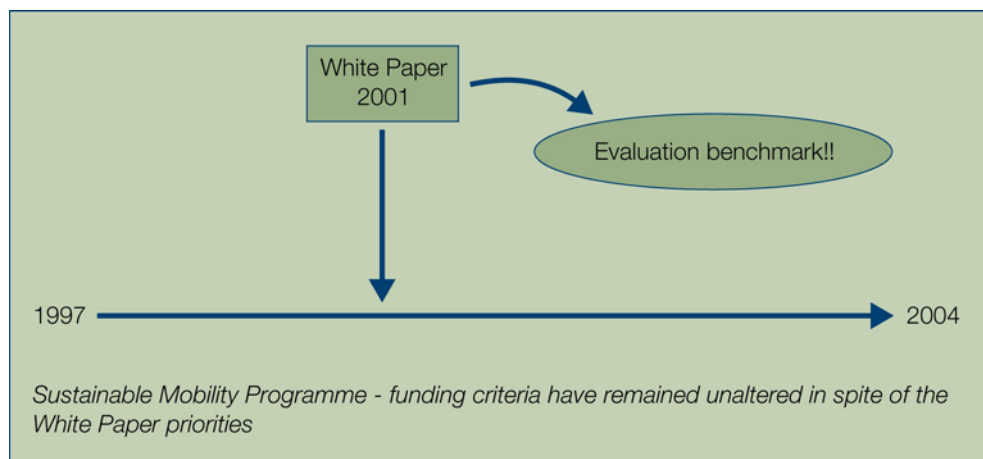 White Paper
2001
Evaluation benchmark!!
1997
2004
Sustainable Mobility Programme - funding criteria have remained unaltered in spite of the
White Paper priorities